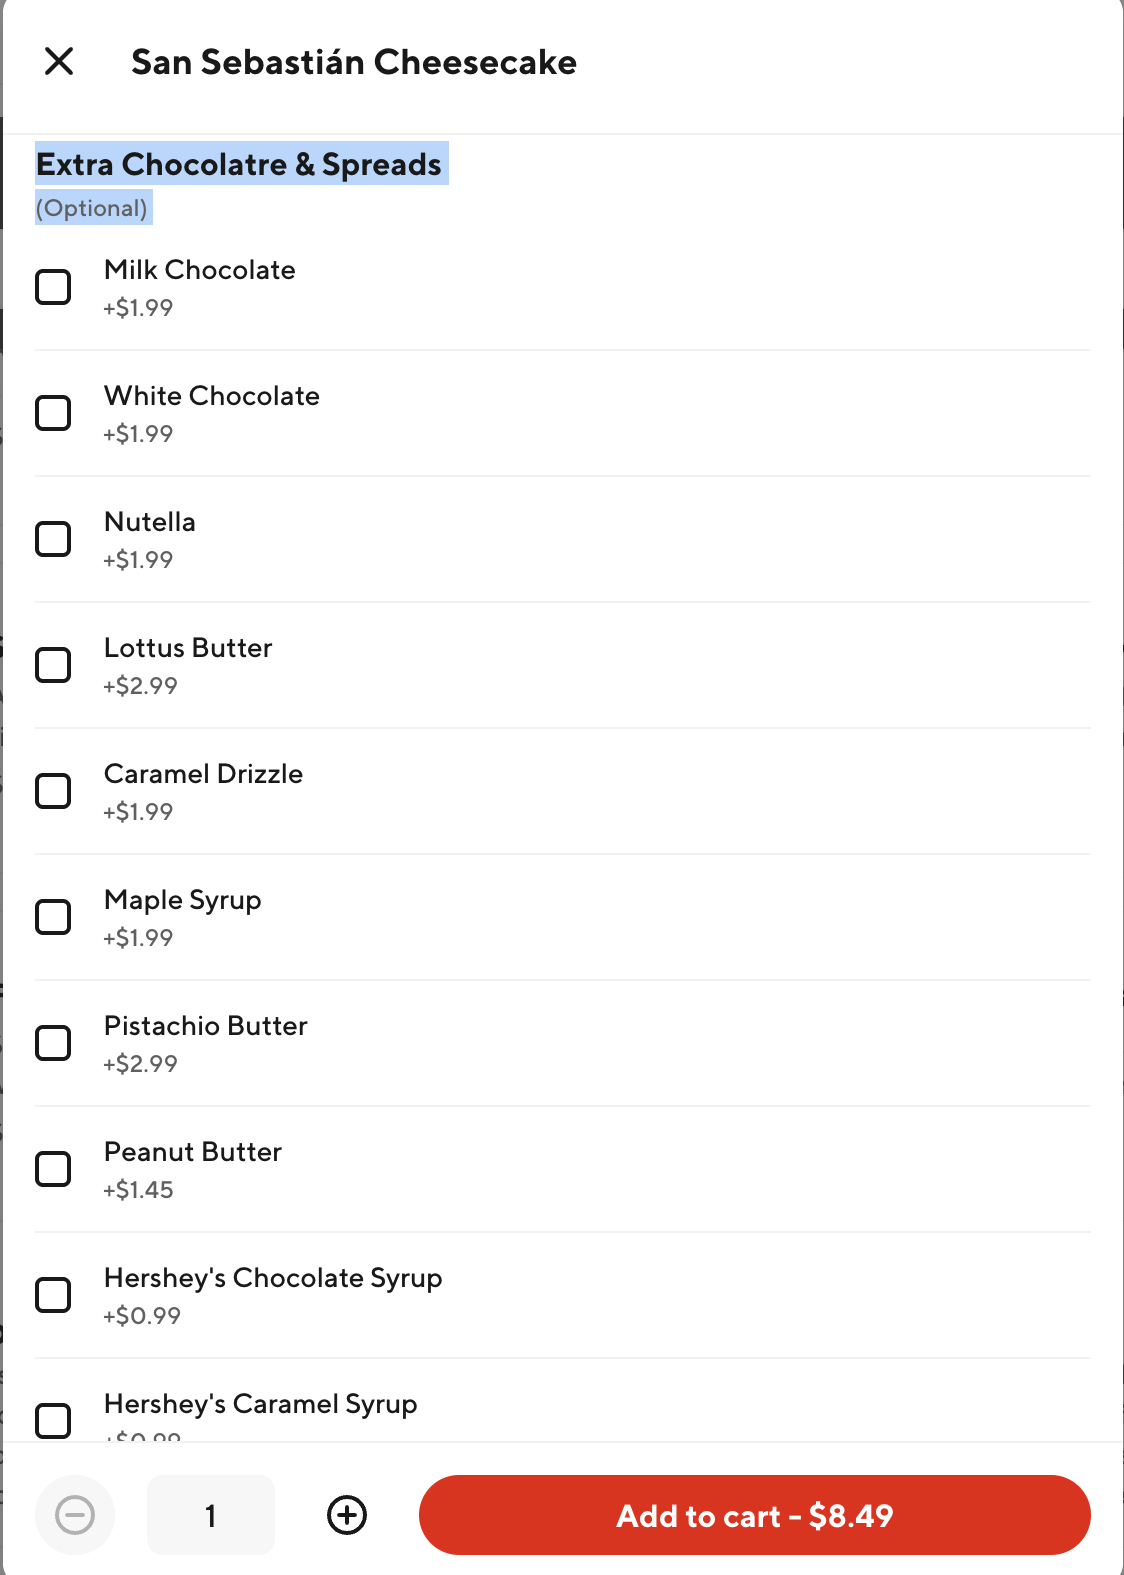 San Sebastián Cheesecake
Extra Chocolatre & Spreads
(Optional)
Milk Chocolate
+$1.99
White Chocolate
+$1.99
Nutella
+$1.99
Lottus Butter
+$2.99
Caramel Drizzle
+$1.99
Maple Syrup
+$1.99
Pistachio Butter
+$2.99
Peanut Butter
+$1.45
Hershey's Chocolate Syrup
+$0.99
Hershey's Caramel Syrup
+$0.99
1
Add to cart - $8.49